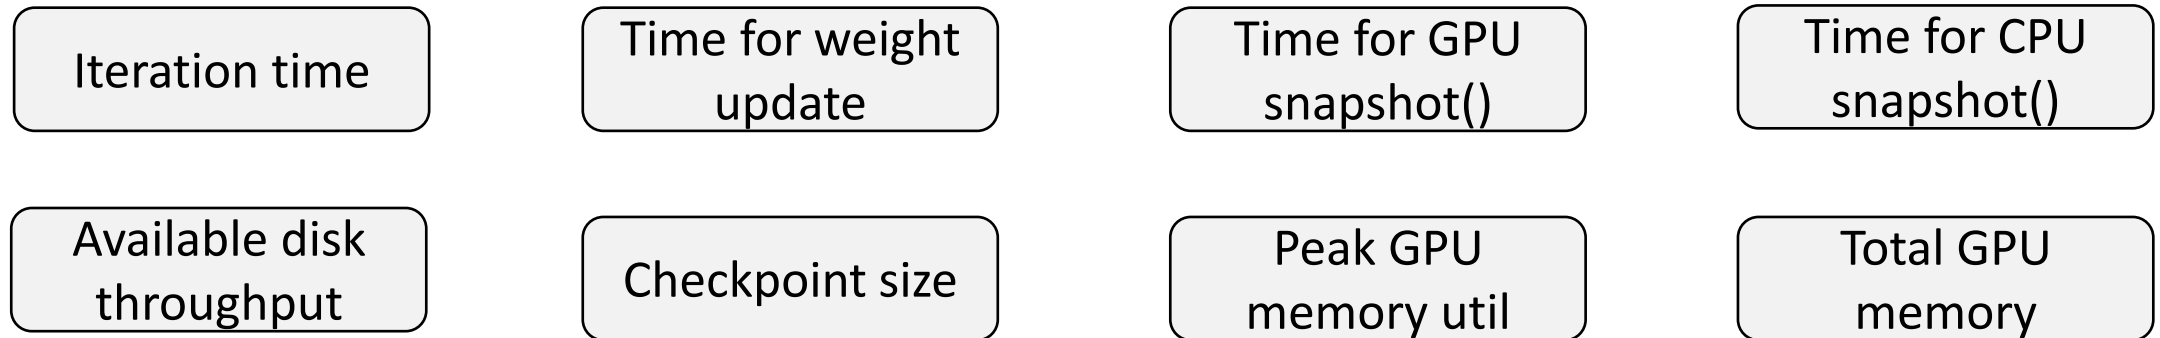 Iteration time
Time for weight
update
Time for GPU
snapshot()
Time for CPU
snapshot()
Available disk
throughput
Checkpoint size
Peak GPU
memory util
Total GPU
memory